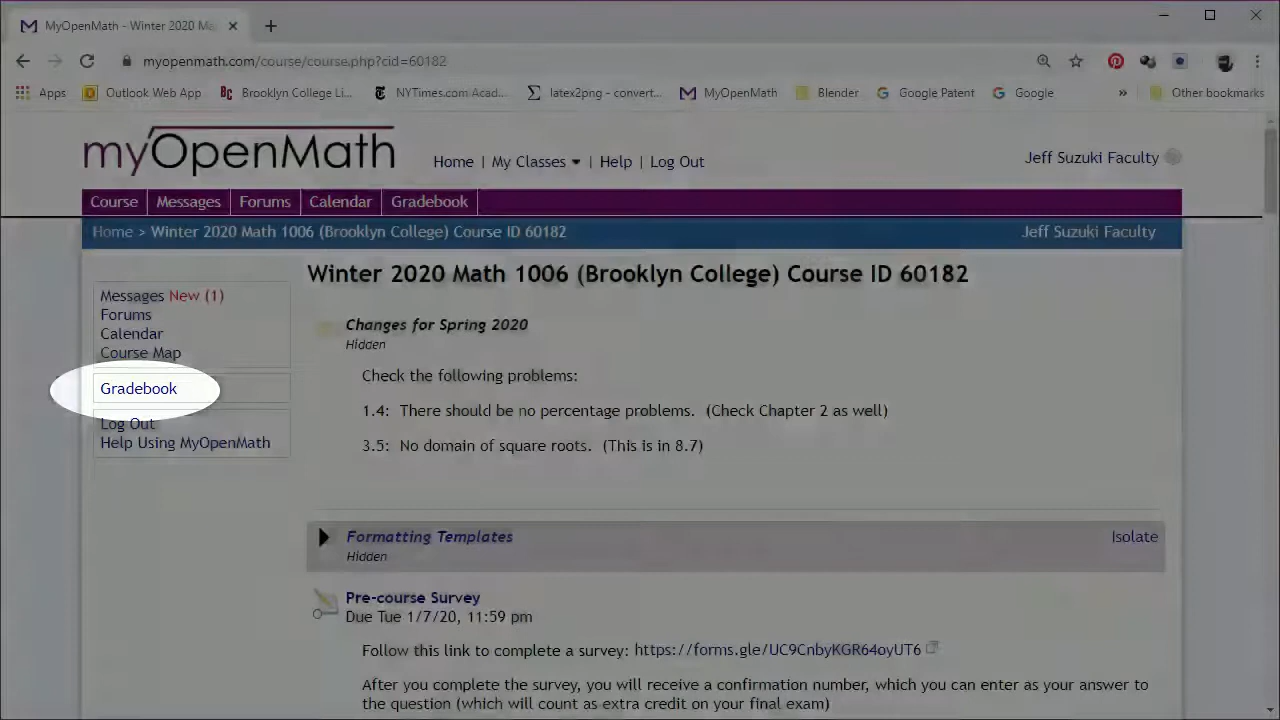 MyOpenMath - Winter 2020 Ma
myopenmath.com/course/course.php?cid=60182
Apps Outlook Web App Brooklyn College Li... NYTimes.com Acad... latex2png - convert... MyOpenMath Blender Google Patent Google » Other bookmarks
myOpenMath
Home | My Classes | Help | Log Out
Jeff Suzuki Faculty
Course Messages Forums Calendar Gradebook
Home > Winter 2020 Math 1006 (Brooklyn College) Course ID 60182
Jeff Suzuki Faculty
Messages New (1)
Forums
Calendar
Course Map
Gradebook
Log Out
Help Using MyOpenMath
Winter 2020 Math 1006 (Brooklyn College) Course ID 60182
Changes for Spring 2020
Hidden
Check the following problems:
1.4: There should be no percentage problems. (Check Chapter 2 as well)
3.5: No domain of square roots. (This is in 8.7)
Formatting Templates
Isolate
Hidden
Pre-course Survey
Due Tue 1/7/20, 11:59 pm
Follow this link to complete a survey: https://forms.gle/UC9CnbyKGR64oyUT6
After you complete the survey, you will receive a confirmation number, which you can enter as your answer to
the question (which will count as extra credit on your final exam)